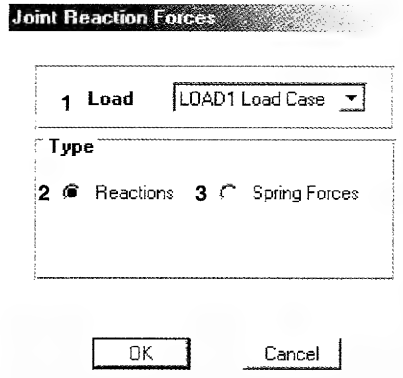 Joint Reaction Forces
1 Load LOAD1 Load Case
Type
2 Reactions 3 Spring Forces
OK Cancel